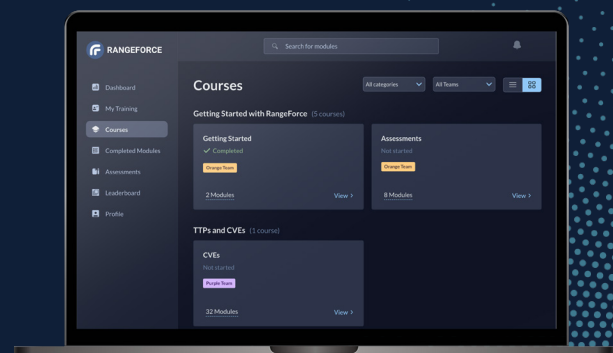 RANGEFORCE
Search for modules
Dashboard
My Training
Courses
Completed Modules
Assessments
Leaderboard
Profile
Courses
All categories
All Teams
Getting Started with RangeForce (5 courses)
Getting Started
Completed
Orange Team
2 Modules
View
Assessments
Not started
Orange Team
8 Modules
View
TTPs and CVEs (1 course)
CVEs
Not started
Purple Team
32 Modules
View